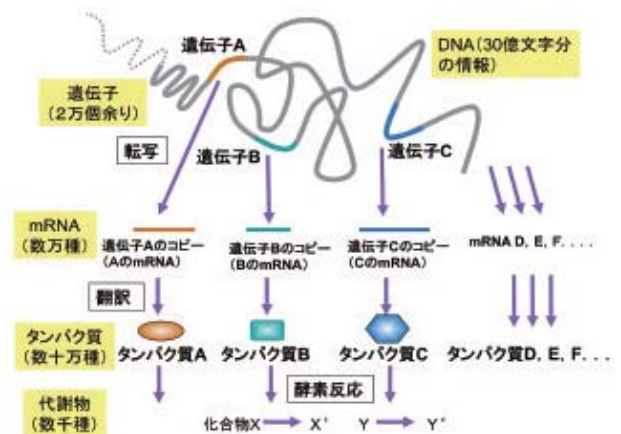 遺伝子A
DNA(30億文字分
の情報)
遺伝子
(2万個余り)
転写
遺伝子B
遺伝子C
mRNA
(数万種)
遺伝子Aのコピー
(AのmRNA)
遺伝子Bのコピー
(BのmRNA)
遺伝子Cのコピー
(CのmRNA)
mRNA D, E, F. . . .
翻訳
タンパク質
(数十万種)
タンパク質A
タンパク質B
タンパク質C
タンパク質D, E, F. . .
酵素反応
代謝物
(数千種)
化合物X
X'
Y
Y'